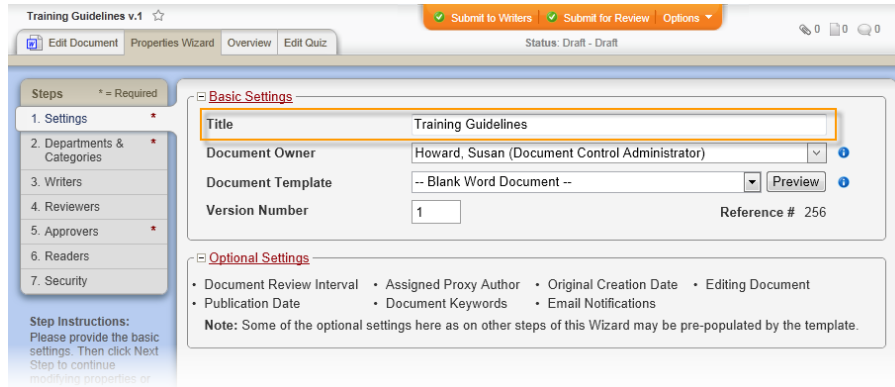 Training Guidelines v.1
Submit to Writers Submit for Review Options
0 0 0
Edit Document Properties Wizard Overview Edit Quiz
Status: Draft - Draft
Steps * = Required
1. Settings *
2. Departments & *
Categories
3. Writers
4. Reviewers
5. Approvers *
6. Readers
7. Security
Step Instructions:
Please provide the basic
settings. Then click Next
Step to continue
modifying properties or
Basic Settings
Title Training Guidelines
Document Owner Howard, Susan (Document Control Administrator)
Document Template -- Blank Word Document -- Preview
Version Number 1 Reference # 256
Optional Settings
• Document Review Interval • Assigned Proxy Author • Original Creation Date • Editing Document
• Publication Date • Document Keywords • Email Notifications
Note: Some of the optional settings here as on other steps of this Wizard may be pre-populated by the template.